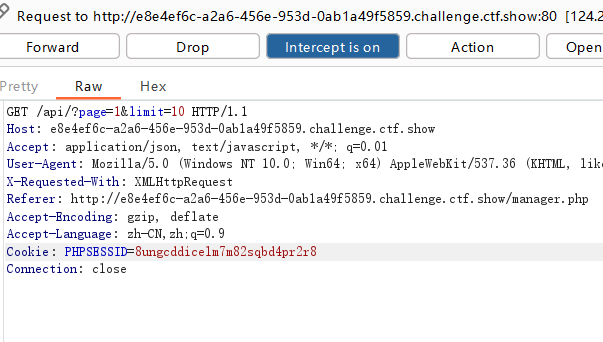 Request to http://e8e4ef6c-a2a6-456e-953d-0ab1a49f5859.challenge.ctf.show:80 [124.2
Forward Drop Intercept is on Action Open
Pretty Raw Hex
GET /api/?page=1&limit=10 HTTP/1.1
Host: e8e4ef6c-a2a6-456e-953d-0ab1a49f5859.challenge.ctf.show
Accept: application/json, text/javascript, */*; q=0.01
User-Agent: Mozilla/5.0 (Windows NT 10.0; Win64; x64) AppleWebKit/537.36 (KHTML, lik
X-Requested-With: XMLHttpRequest
Referer: http://e8e4ef6c-a2a6-456e-953d-0ab1a49f5859.challenge.ctf.show/manager.php
Accept-Encoding: gzip, deflate
Accept-Language: zh-CN,zh;q=0.9
Cookie: PHPSESSID=8ungcddicelm7m82sqbd4pr2r8
Connection: close